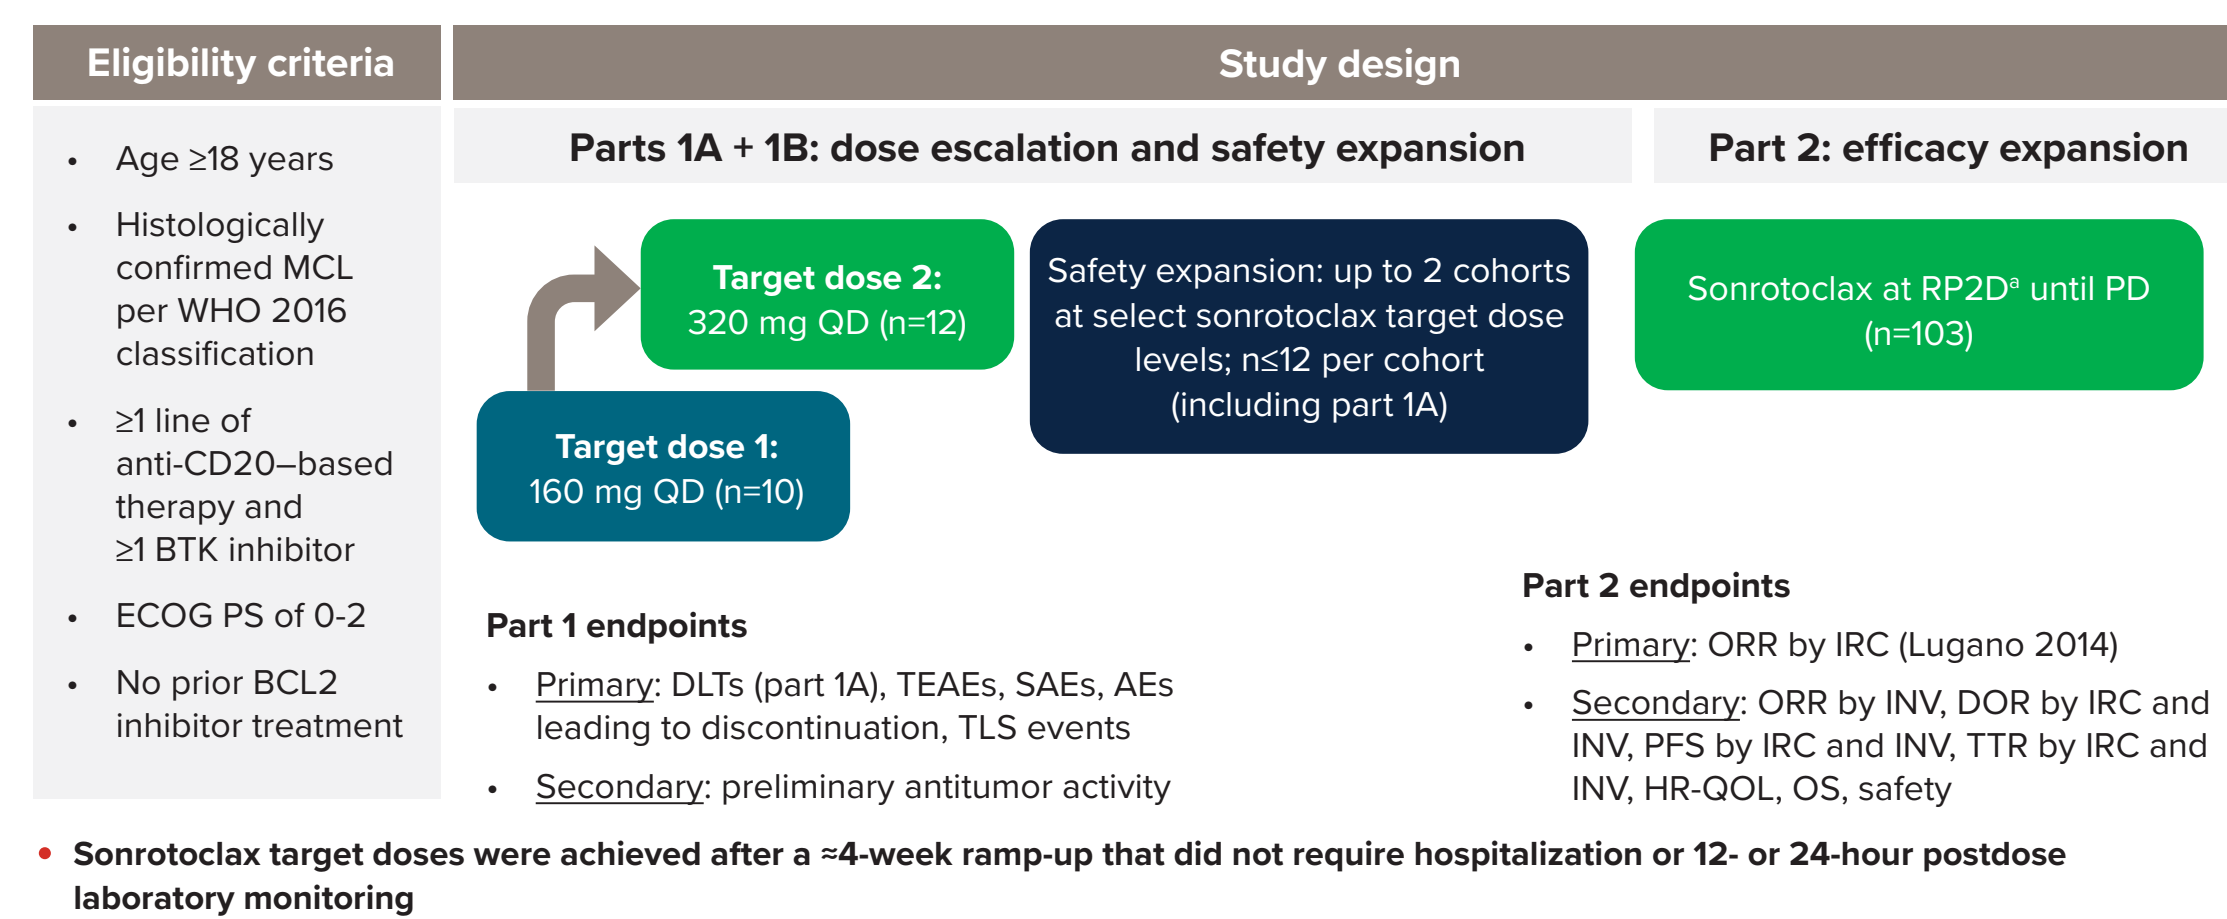 Eligibility criteria
• Age ≥18 years
• Histologically
confirmed MCL
per WHO 2016
classification
• ≥1 line of
anti-CD20–based
therapy and
≥1 BTK inhibitor
• ECOG PS of 0-2
• No prior BCL2
inhibitor treatment
Study design
Parts 1A + 1B: dose escalation and safety expansion
Target dose 2:
320 mg QD (n=12)
Target dose 1:
160 mg QD (n=10)
Safety expansion: up to 2 cohorts
at select sonrotoclax target dose
levels; n≤12 per cohort
(including part 1A)
Part 2: efficacy expansion
Sonrotoclax at RP2Dᵃ until PD
(n=103)
Part 1 endpoints
• Primary: DLTs (part 1A), TEAEs, SAEs, AEs
leading to discontinuation, TLS events
• Secondary: preliminary antitumor activity
Part 2 endpoints
• Primary: ORR by IRC (Lugano 2014)
• Secondary: ORR by INV, DOR by IRC and
INV, PFS by IRC and INV, TTR by IRC and
INV, HR-QOL, OS, safety
• Sonrotoclax target doses were achieved after a ≈4-week ramp-up that did not require hospitalization or 12- or 24-hour postdose
laboratory monitoring